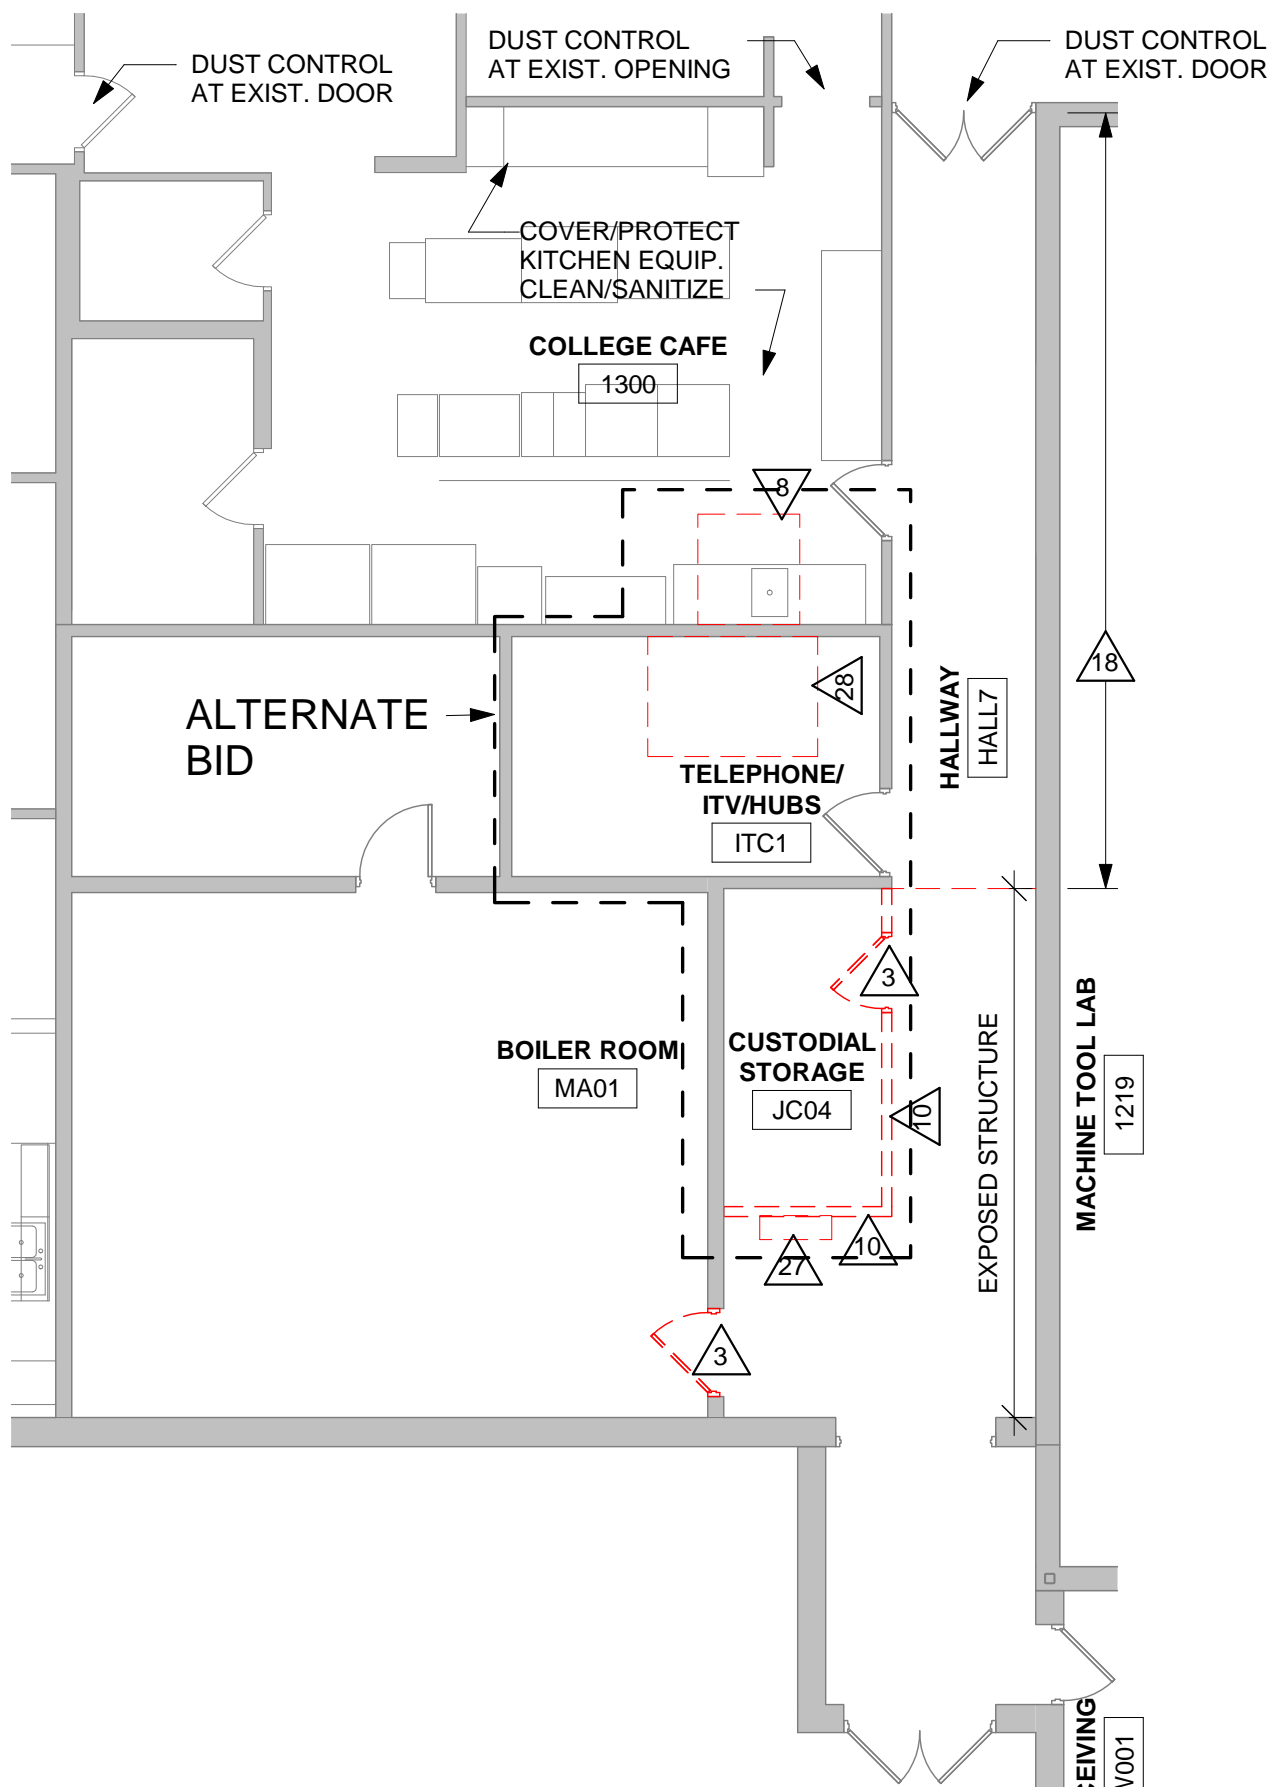 DUST CONTROL
AT EXIST. DOOR
DUST CONTROL
AT EXIST. OPENING
DUST CONTROL
AT EXIST. DOOR
COVER/PROTECT
KITCHEN EQUIP.
CLEAN/SANITIZE
COLLEGE CAFE
1300
8
18
28
ALTERNATE
BID
HALLWAY
HALL7
TELEPHONE/
ITV/HUBS
ITC1
3
BOILER ROOM
MA01
CUSTODIAL
STORAGE
JC04
10
EXPOSED STRUCTURE
MACHINE TOOL LAB
1219
10
27
3
CEIVING
V001